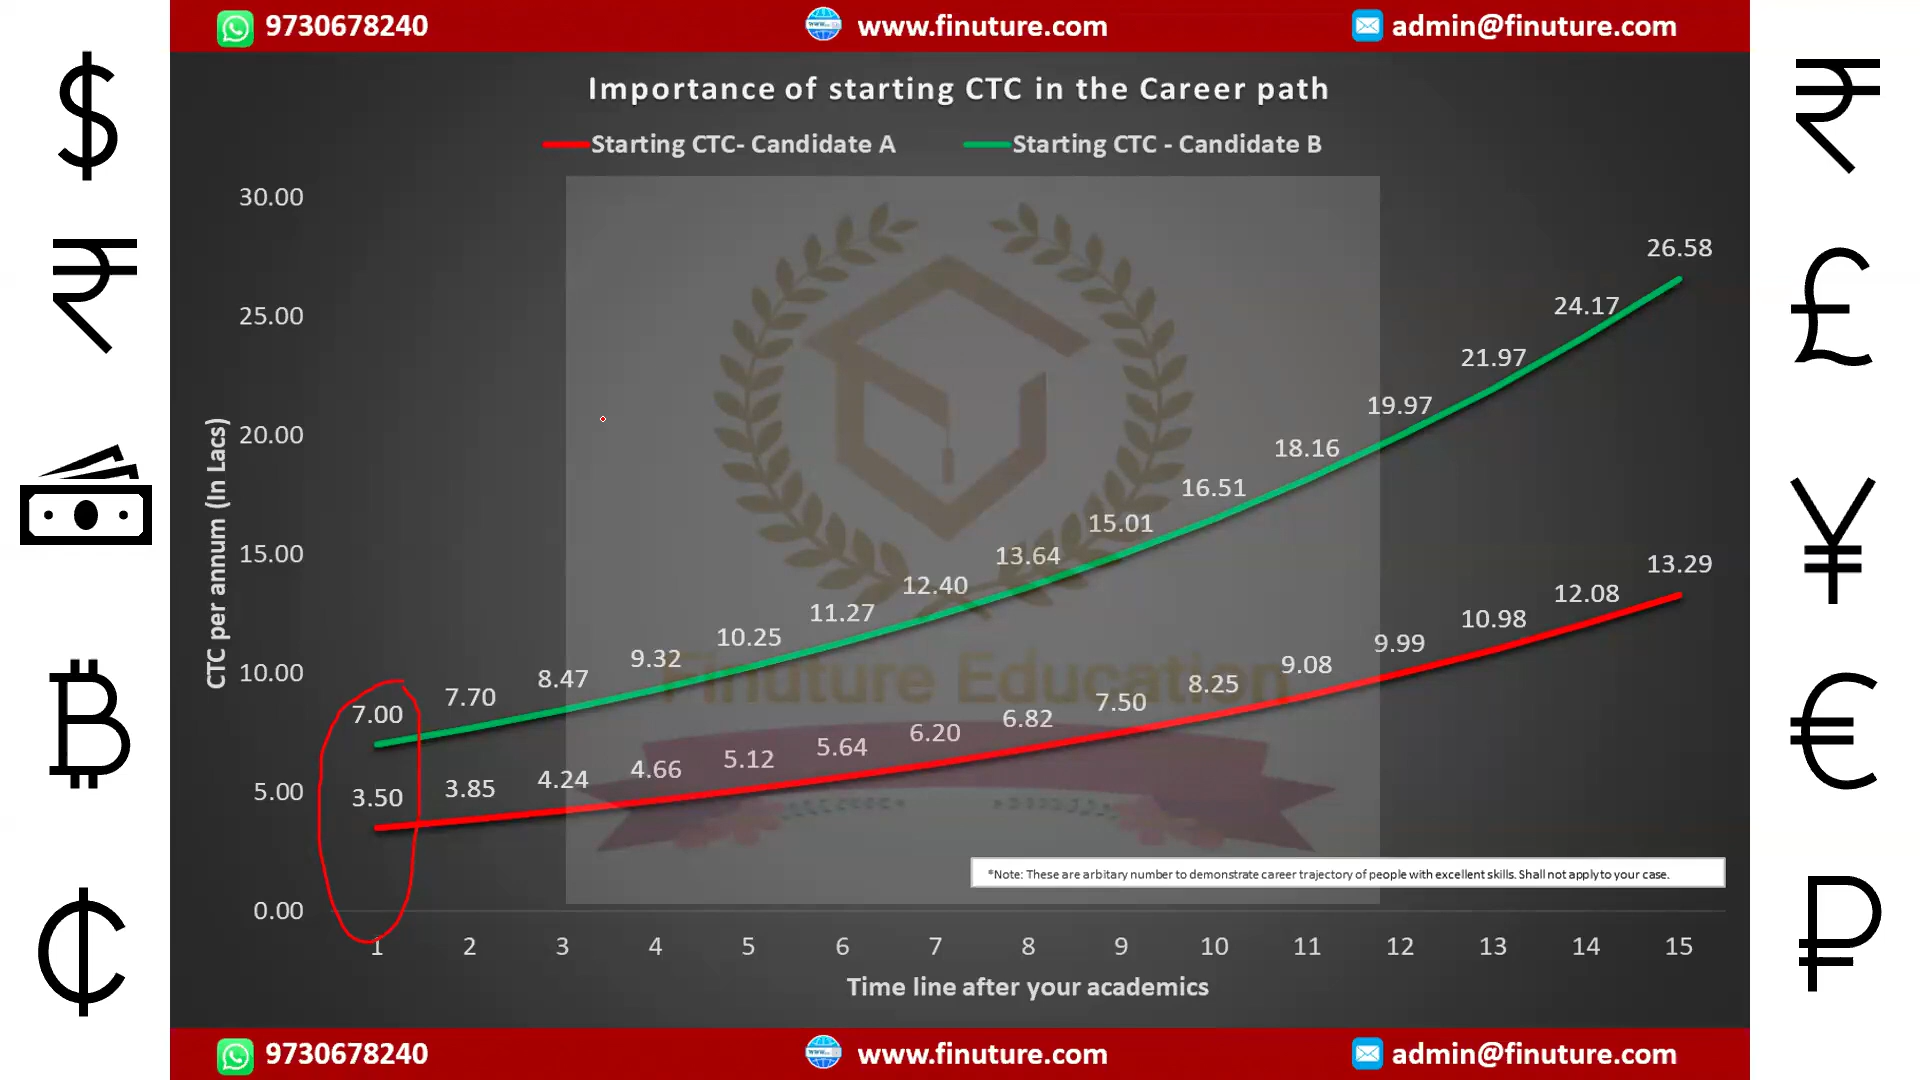 9730678240 www.finuture.com admin@finuture.com
Importance of starting CTC in the Career path
Starting CTC- Candidate A Starting CTC - Candidate B
30.00
25.00
20.00
15.00
10.00
5.00
0.00
CTC per annum (In Lacs)
7.00 7.70 8.47 9.32 10.25 11.27 12.40 13.64 15.01 16.51 18.16 19.97 21.97 24.17 26.58
3.50 3.85 4.24 4.66 5.12 5.64 6.20 6.82 7.50 8.25 9.08 9.99 10.98 12.08 13.29
Finuture Education
*Note: These are arbitary number to demonstrate career trajectory of people with excellent skills. Shall not apply to your case.
1 2 3 4 5 6 7 8 9 10 11 12 13 14 15
Time line after your academics
9730678240 www.finuture.com admin@finuture.com